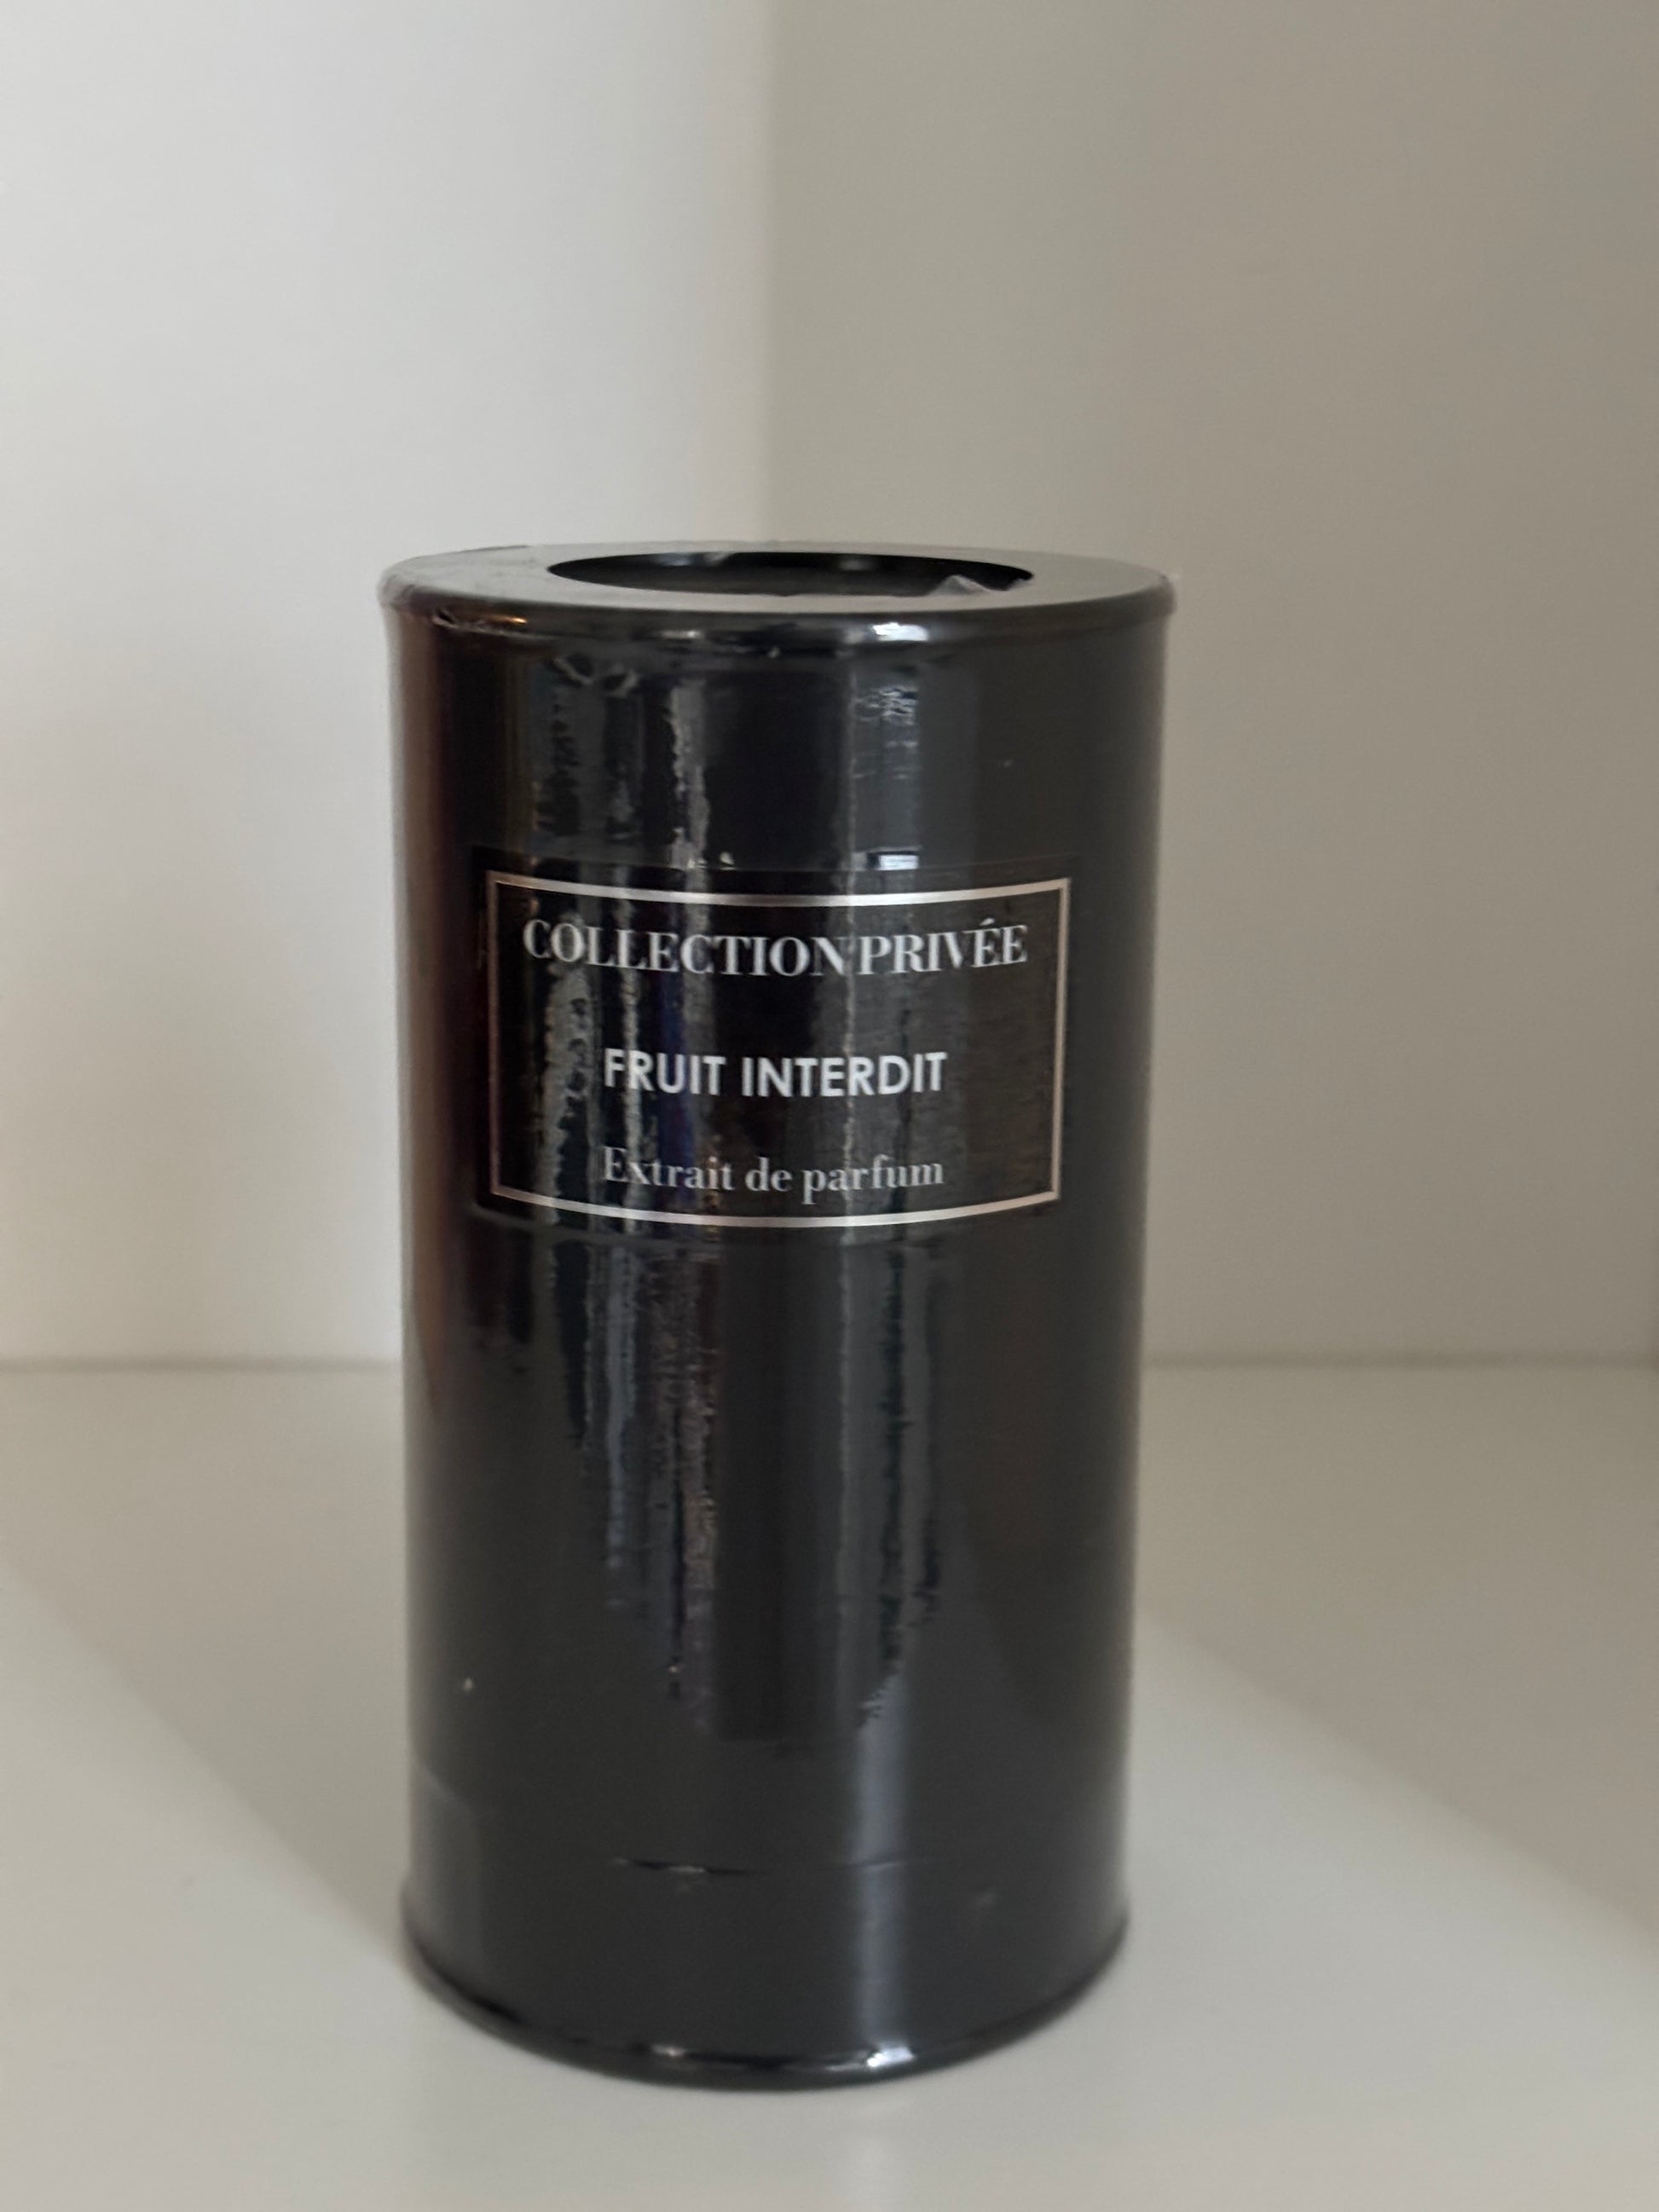 COLLECTION PRIVÉE
FRUIT INTERDIT
Extrait de parfum